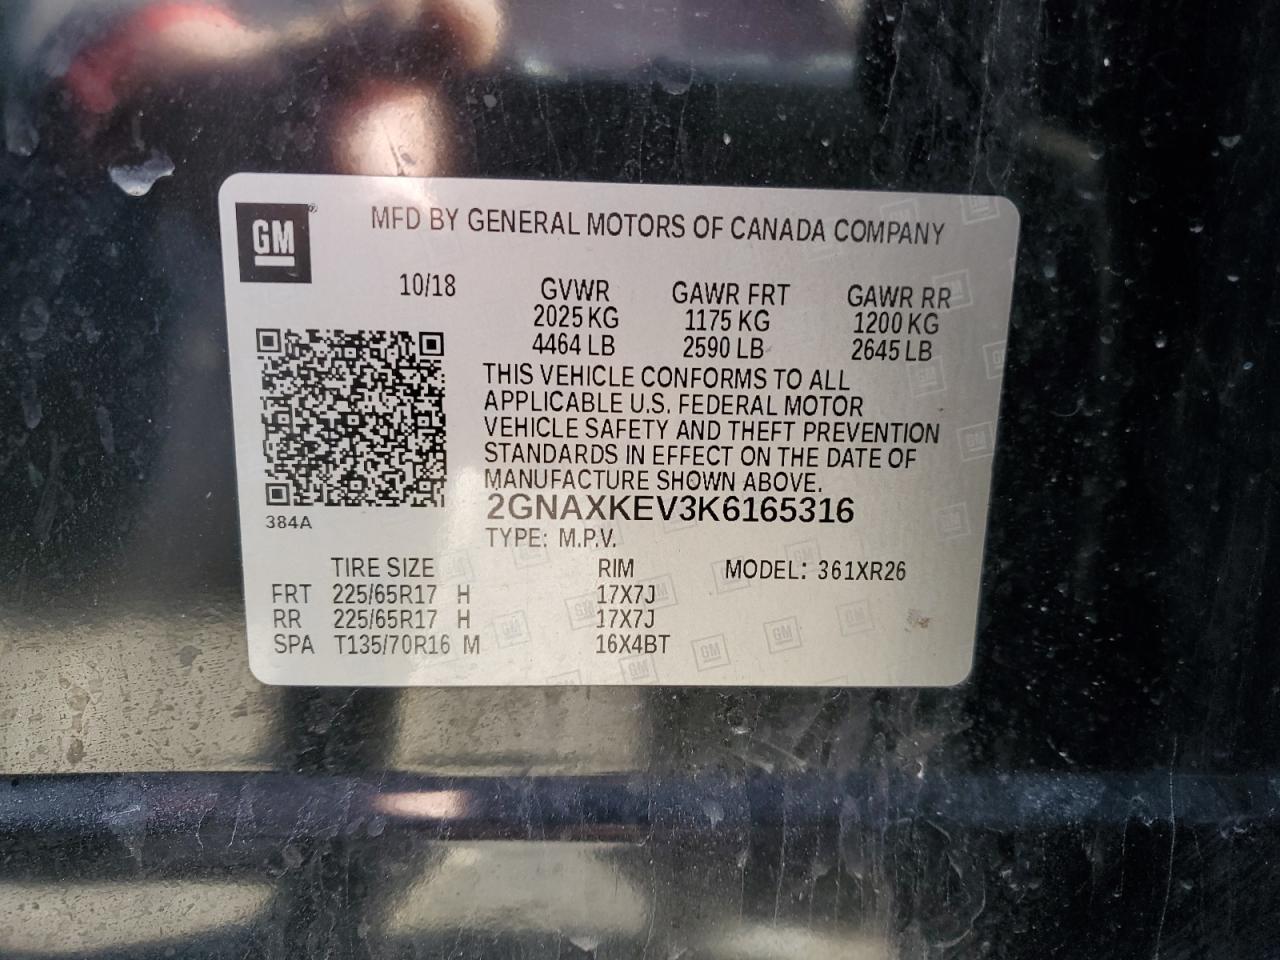 GM
MFD BY GENERAL MOTORS OF CANADA COMPANY
10/18
GVWR GAWR FRT GAWR RR
2025 KG 1175 KG 1200 KG
4464 LB 2590 LB 2645 LB
THIS VEHICLE CONFORMS TO ALL
APPLICABLE U.S. FEDERAL MOTOR
VEHICLE SAFETY AND THEFT PREVENTION
STANDARDS IN EFFECT ON THE DATE OF
MANUFACTURE SHOWN ABOVE.
384A
2GNAXKEV3K6165316
TYPE: M.P.V.
TIRE SIZE RIM MODEL: 361XR26
FRT 225/65R17 H 17X7J
RR 225/65R17 H 17X7J
SPA T135/70R16 M 16X4BT